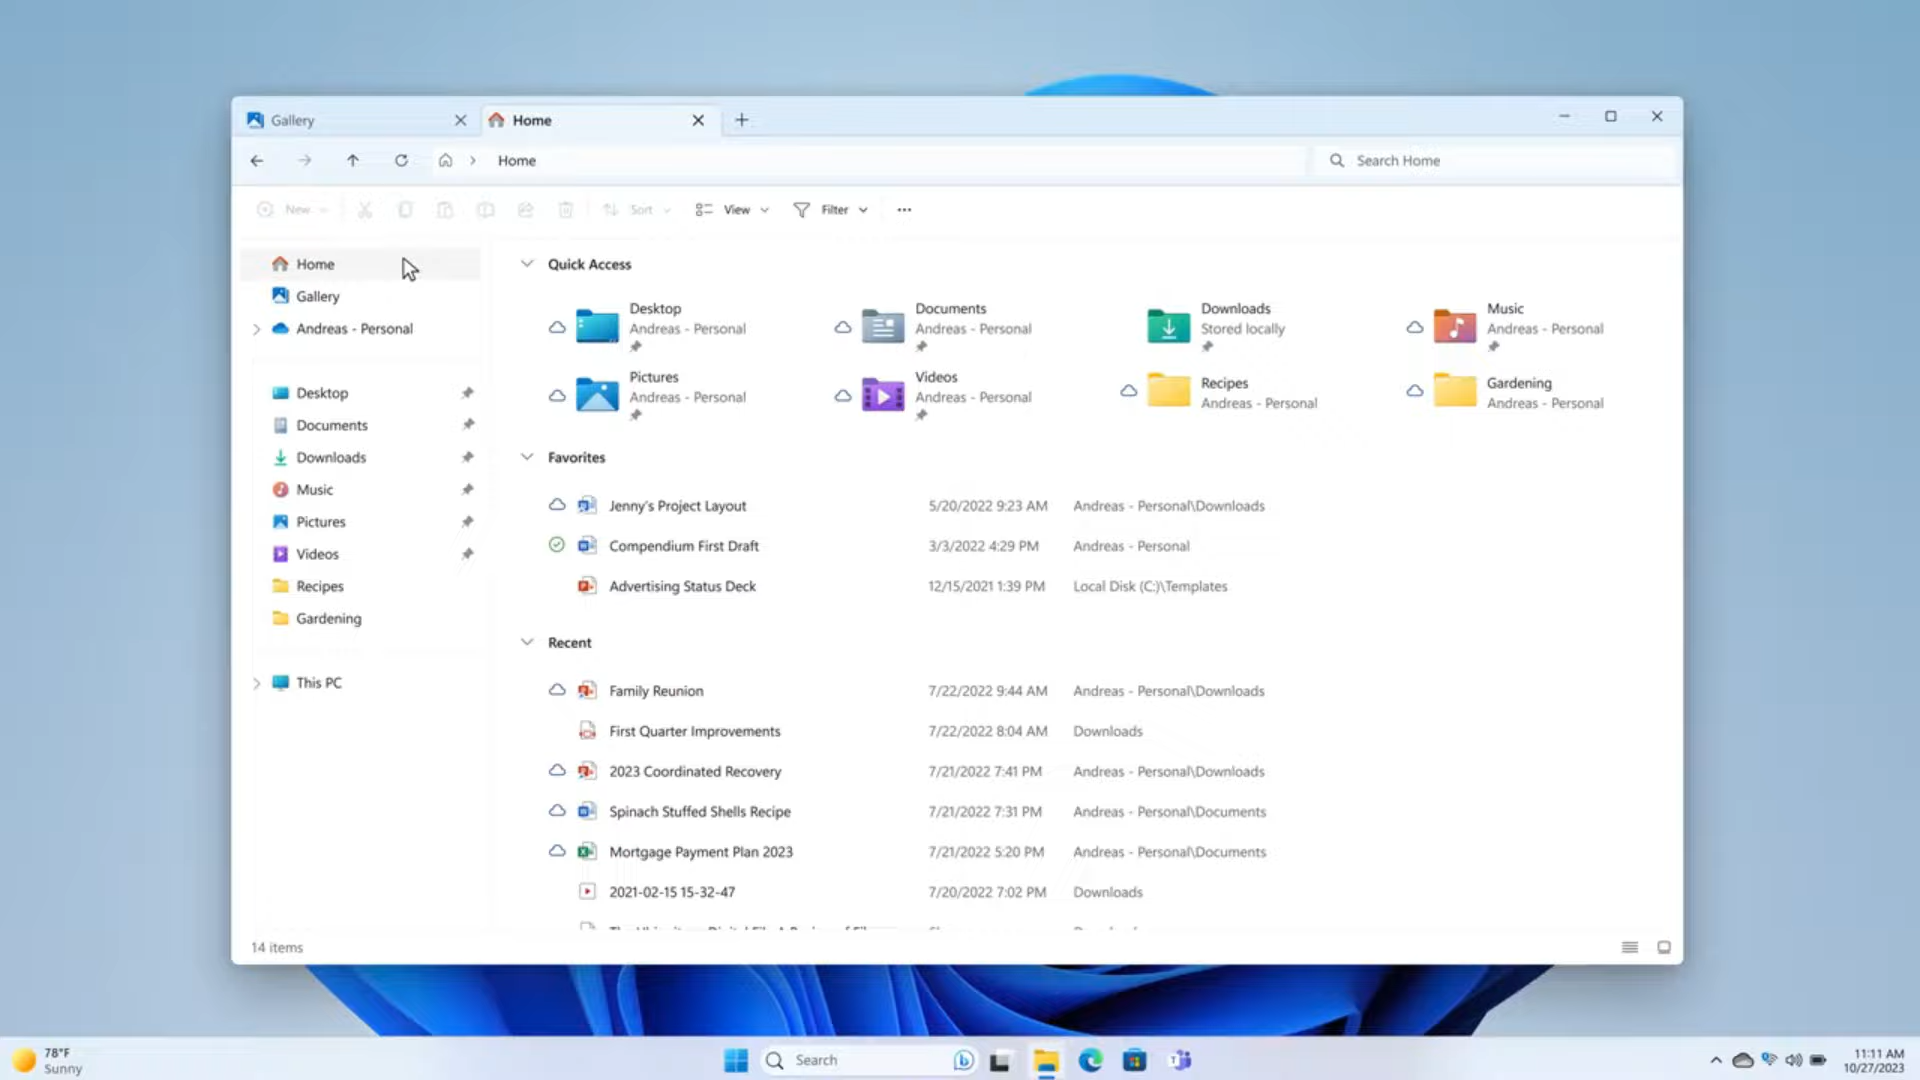 Gallery
Home
Home
Search Home
New
Sort
View
Filter
Home
Gallery
Andreas - Personal
Desktop
Documents
Downloads
Music
Pictures
Videos
Recipes
Gardening
This PC
Quick Access
Desktop
Andreas - Personal
Documents
Andreas - Personal
Downloads
Stored locally
Music
Andreas - Personal
Pictures
Andreas - Personal
Videos
Andreas - Personal
Recipes
Andreas - Personal
Gardening
Andreas - Personal
Favorites
Jenny's Project Layout 5/20/2022 9:23 AM Andreas - Personal\Downloads
Compendium First Draft 3/3/2022 4:29 PM Andreas - Personal
Advertising Status Deck 12/15/2021 1:39 PM Local Disk (C:)\Templates
Recent
Family Reunion 7/22/2022 9:44 AM Andreas - Personal\Downloads
First Quarter Improvements 7/22/2022 8:04 AM Downloads
2023 Coordinated Recovery 7/21/2022 7:41 PM Andreas - Personal\Downloads
Spinach Stuffed Shells Recipe 7/21/2022 7:31 PM Andreas - Personal\Documents
Mortgage Payment Plan 2023 7/21/2022 5:20 PM Andreas - Personal\Documents
2021-02-15 15-32-47 7/20/2022 7:02 PM Downloads
14 items
78°F
Sunny
Search
11:11 AM
10/27/2023